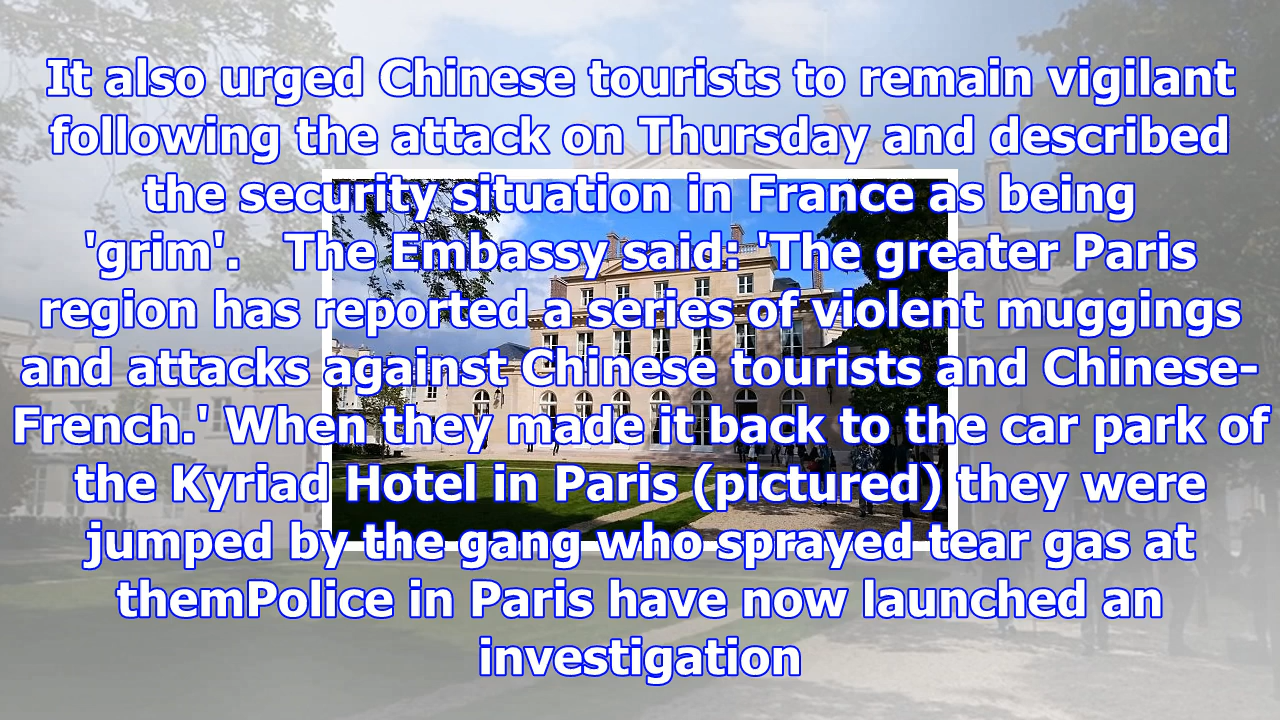 It also urged Chinese tourists to remain vigilant
following the attack on Thursday and described
the security situation in France as being
'grim'.   The Embassy said: 'The greater Paris
region has reported a series of violent muggings
and attacks against Chinese tourists and Chinese-
French.' When they made it back to the car park of
the Kyriad Hotel in Paris (pictured) they were
jumped by the gang who sprayed tear gas at
themPolice in Paris have now launched an
investigation